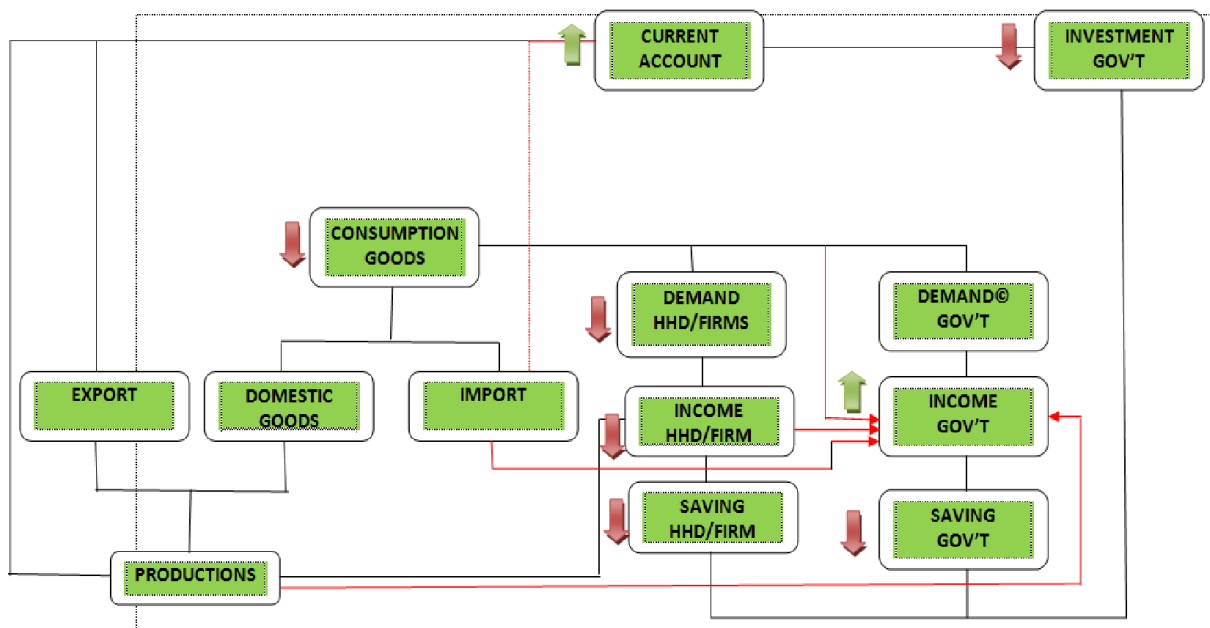 CURRENT
ACCOUNT
INVESTMENT
GOV'T
CONSUMPTION
GOODS
DEMAND
HHD/FIRMS
DEMAND©
GOV'T
EXPORT
DOMESTIC
GOODS
IMPORT
INCOME
HHD/FIRM
INCOME
GOV'T
SAVING
HHD/FIRM
SAVING
GOV'T
PRODUCTIONS